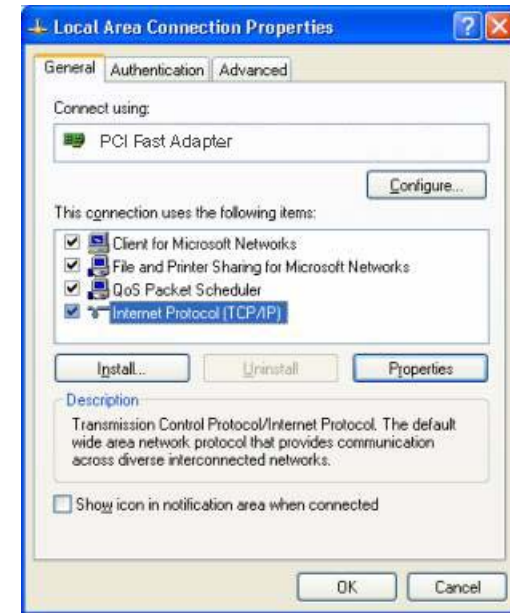 Local Area Connection Properties
General Authentication Advanced
Connect using:
PCI Fast Adapter
Configure...
This connection uses the following items:
Client for Microsoft Networks
File and Printer Sharing for Microsoft Networks
QoS Packet Scheduler
Internet Protocol (TCP/IP)
Install... Uninstall Properties
Description
Transmission Control Protocol/Internet Protocol. The default
wide area network protocol that provides communication
across diverse interconnected networks.
Show icon in notification area when connected
OK Cancel